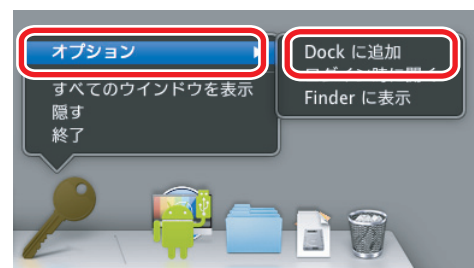 オプション
すべてのウインドウを表示
隠す
終了
Dock に追加
Finder に表示